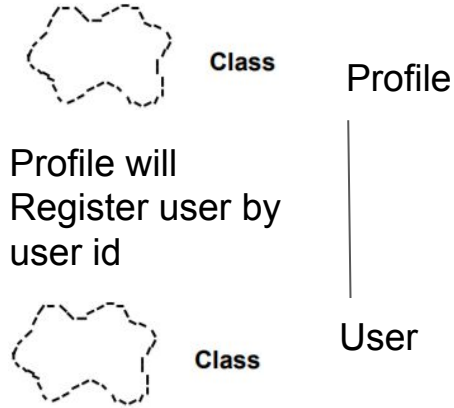 Class
Profile
Profile will
Register user by
user id
Class
User